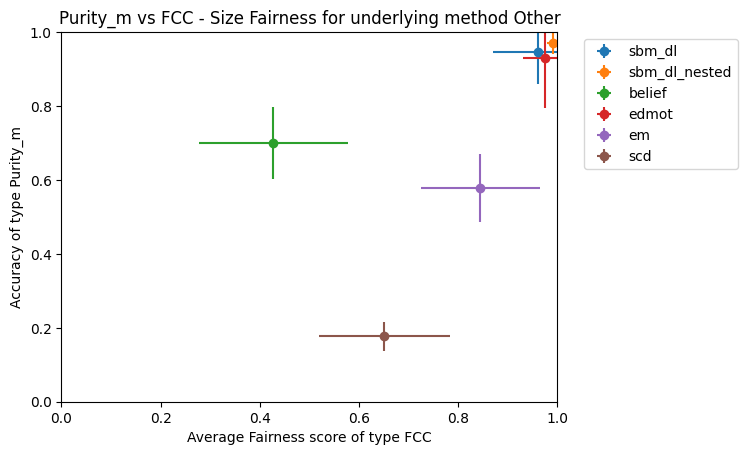 Purity_m vs FCC - Size Fairness for underlying method Other
Accuracy of type Purity_m
1.0
0.8
0.6
0.4
0.2
0.0
0.0 0.2 0.4 0.6 0.8 1.0
Average Fairness score of type FCC
sbm_dl
sbm_dl_nested
belief
edmot
em
scd